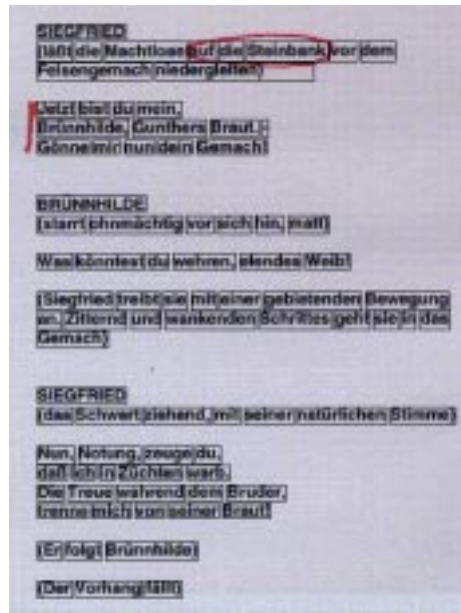 SIEGFRIED
(läßt die Machtlose auf die Steinbank vor dem
Felsengemach niedergleiten)
Jetzt bist du mein,
Brünnhilde, Gunthers Braut. -
Gönne mir nun dein Gemach!
BRÜNNHILDE
(starrt ohnmächtig vor sich hin, matt)
Was könntest du wehren, elendes Weib!
(Siegfried treibt sie mit einer gebietenden Bewegung
an. Zitternd und wankenden Schrittes geht sie in das
Gemach)
SIEGFRIED
(das Schwert ziehend, mit seiner natürlichen Stimme)
Nun, Notung, zeuge du,
daß ich in Züchten warb.
Die Treue wahrend dem Bruder,
trenne mich von seiner Braut!
(Er folgt Brünnhilde)
(Der Vorhang fällt)